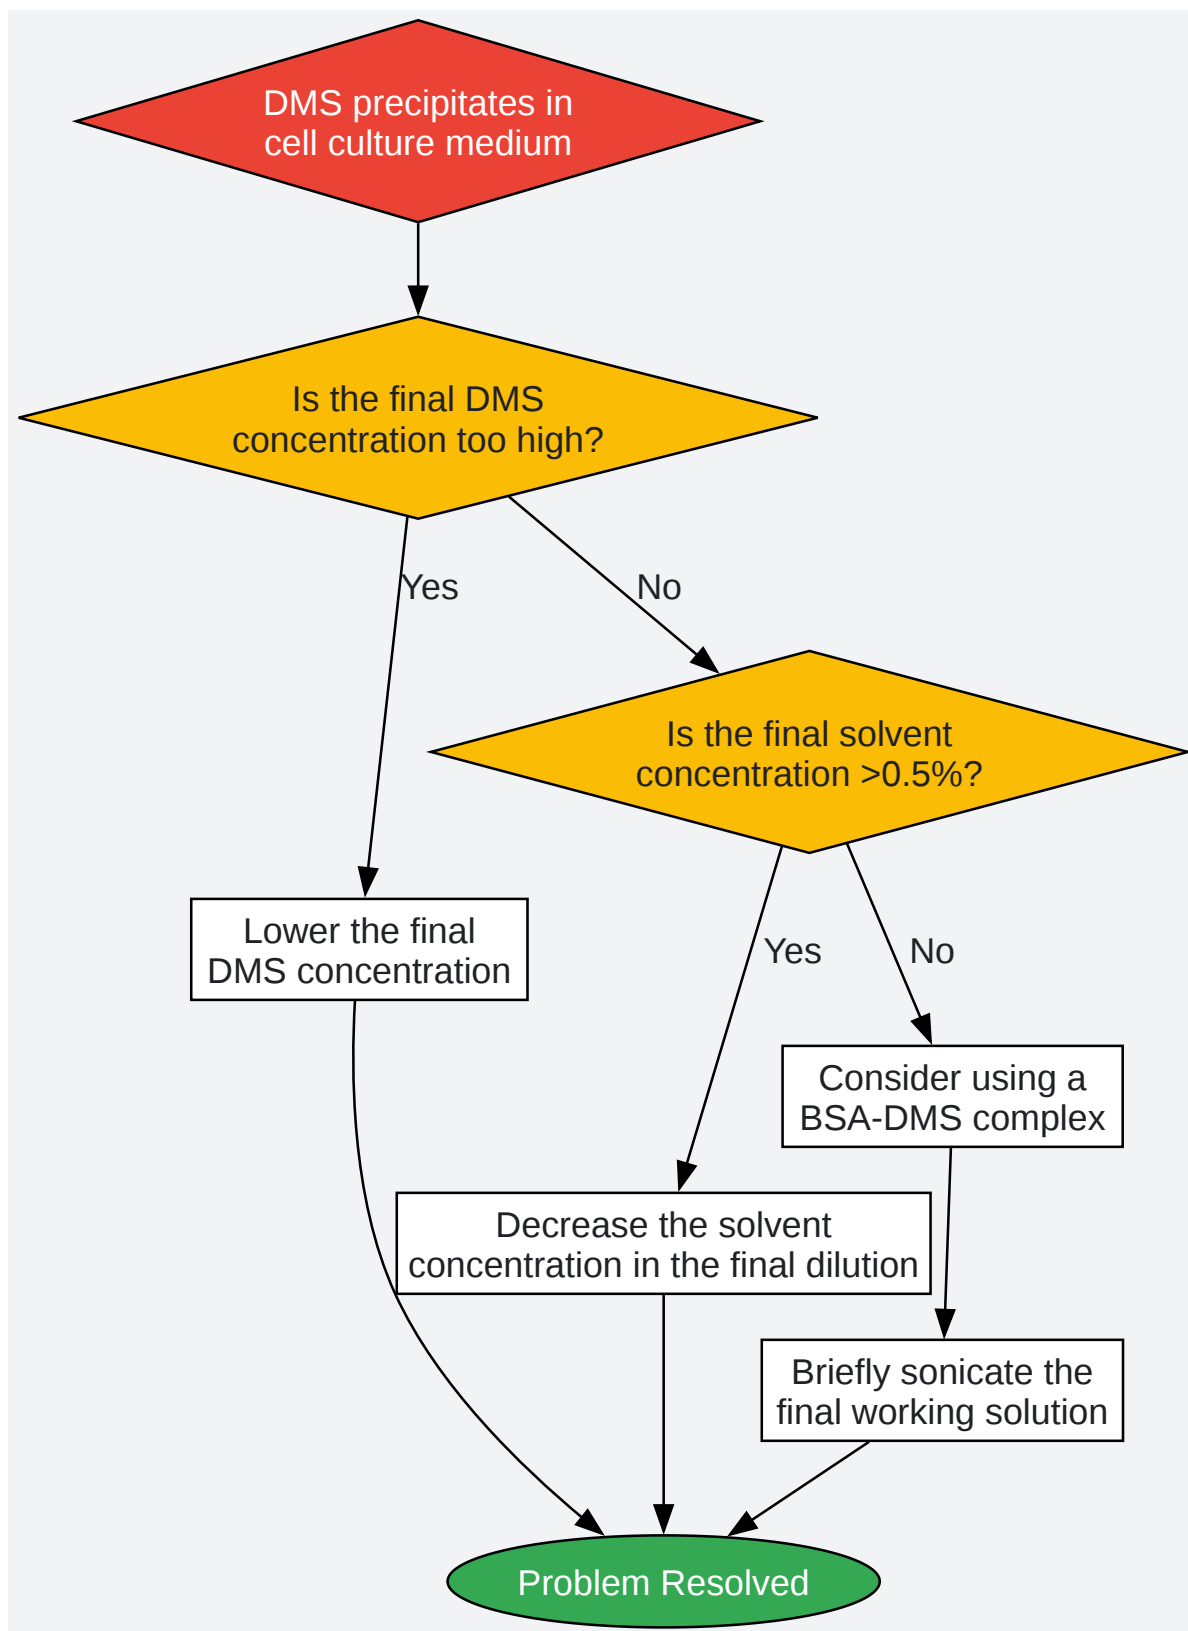 DMS precipitates in
cell culture medium
Is the final DMS
concentration too high?
Yes
No
Is the final solvent
concentration >0.5%?
Lower the final
DMS concentration
Yes
No
Consider using a
BSA-DMS complex
Decrease the solvent
concentration in the final dilution
Briefly sonicate the
final working solution
Problem Resolved